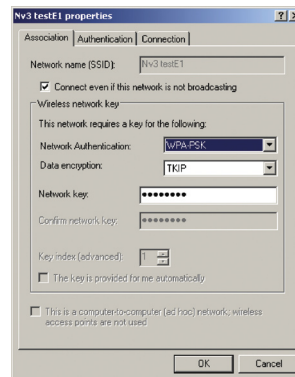 Nv3 testE1 properties
Association Authentication Connection
Network name (SSID): Nv3 testE1
Connect even if this network is not broadcasting
Wireless network key
This network requires a key for the following:
Network Authentication: WPA-PSK
Data encryption: TKIP
Network key: ••••••••
Confirm network key: ••••••••
Key index (advanced): 1
The key is provided for me automatically
This is a computer-to-computer (ad hoc) network; wireless
access points are not used
OK Cancel